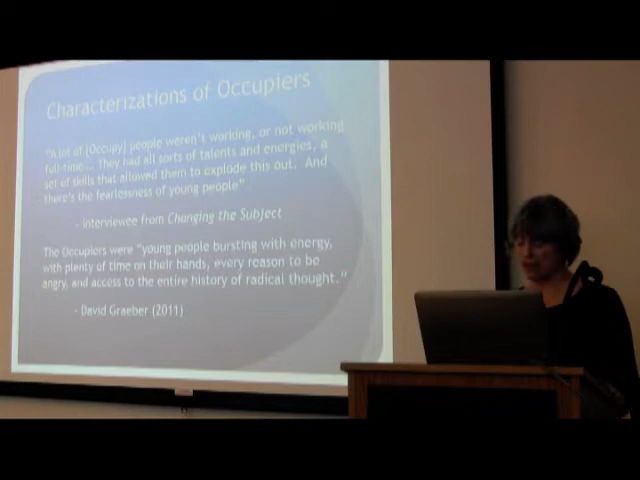 Characterizations of Occupiers
"A lot of [Occupy] people weren't working, or not working
full-time... They had all sorts of talents and energies, a
set of skills that allowed them to explode this out. And
there's the fearlessness of young people"
- interviewee from Changing the Subject
The Occupiers were "young people bursting with energy,
with plenty of time on their hands, every reason to be
angry, and access to the entire history of radical thought."
- David Graeber (2011)